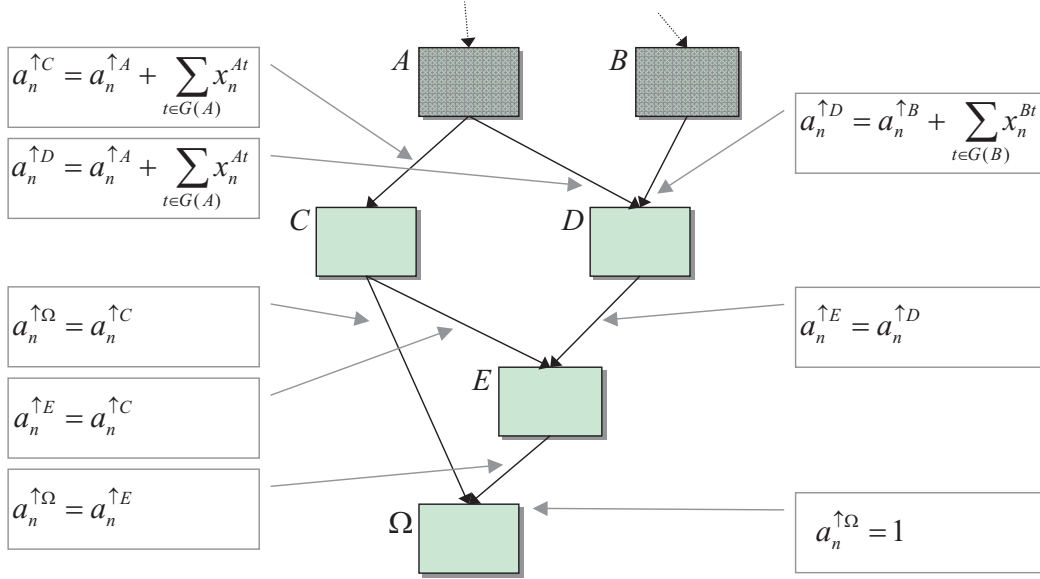 a_n^{↑C} = a_n^{↑A} + ∑_{t∈G(A)} x_n^{At}
a_n^{↑D} = a_n^{↑A} + ∑_{t∈G(A)} x_n^{At}
a_n^{↑Ω} = a_n^{↑C}
a_n^{↑E} = a_n^{↑C}
a_n^{↑Ω} = a_n^{↑E}
A
B
C
D
E
Ω
a_n^{↑D} = a_n^{↑B} + ∑_{t∈G(B)} x_n^{Bt}
a_n^{↑E} = a_n^{↑D}
a_n^{↑Ω} = 1